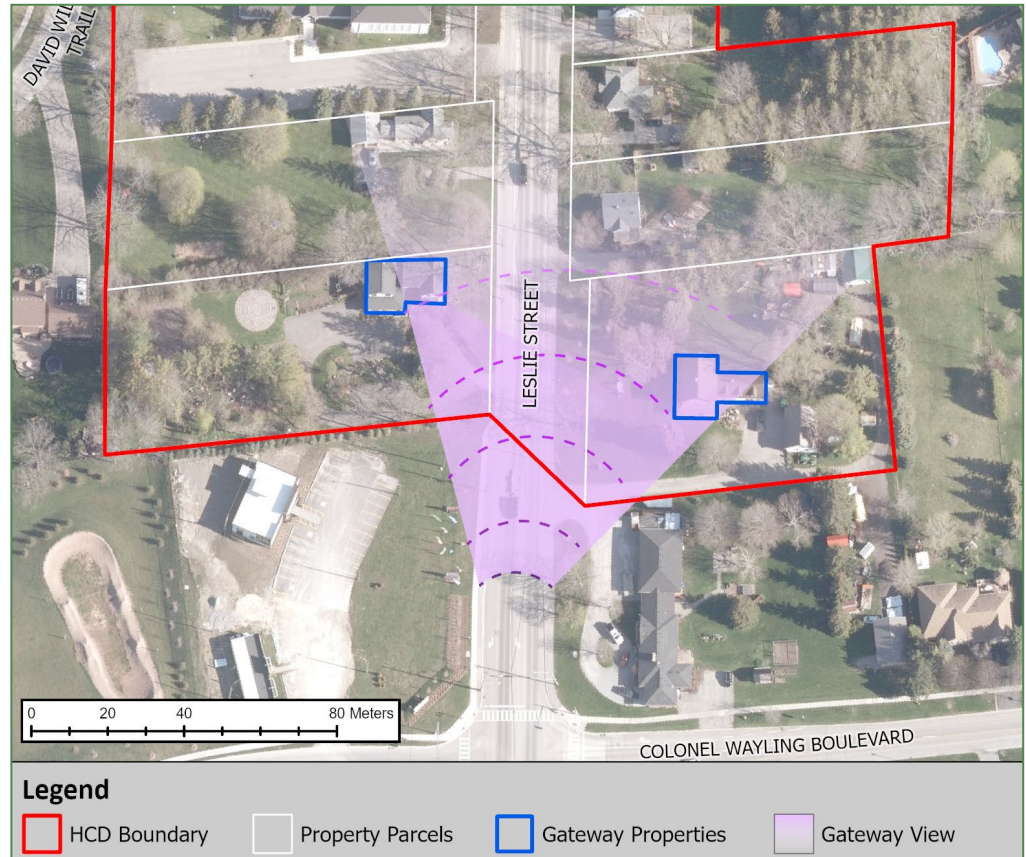 DAVID WIL
TRAIL
LESLIE STREET
0 20 40 80 Meters
COLONEL WAYLING BOULEVARD
Legend
HCD Boundary
Property Parcels
Gateway Properties
Gateway View